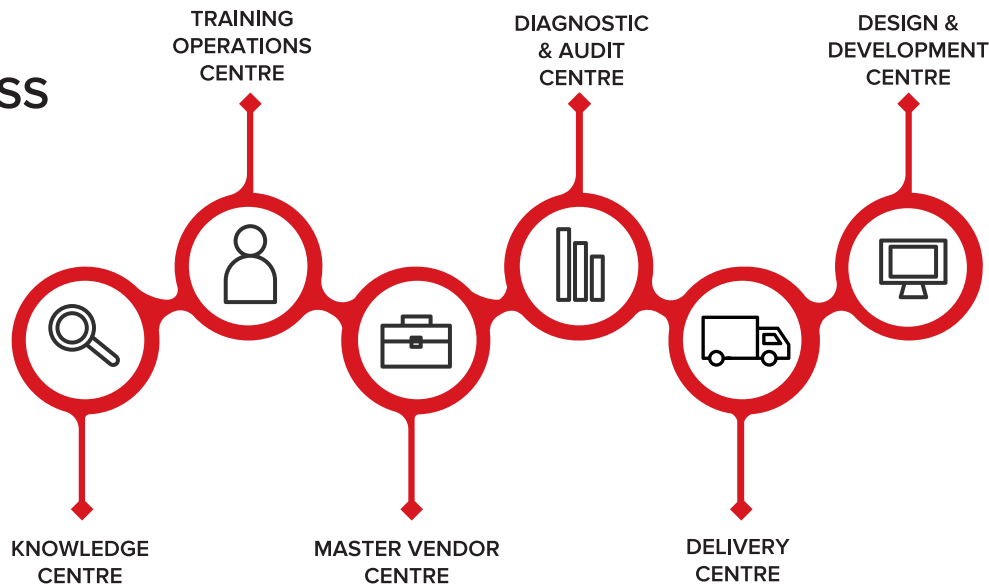 TRAINING
OPERATIONS
CENTRE
DIAGNOSTIC
& AUDIT
CENTRE
DESIGN &
DEVELOPMENT
CENTRE
SS
KNOWLEDGE
CENTRE
MASTER VENDOR
CENTRE
DELIVERY
CENTRE